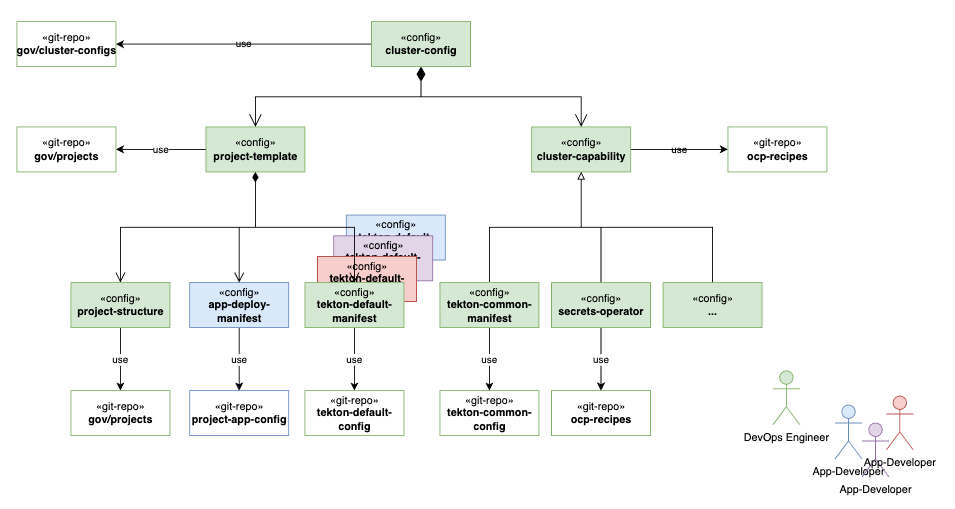 «git-repo»
gov/cluster-configs
use
«config»
cluster-config
«git-repo»
gov/projects
use
«config»
project-template
«config»
cluster-capability
use
«git-repo»
ocp-recipes
«config»
«config»
«config»
tekton-default-
«config»
project-structure
«config»
app-deploy-
manifest
«config»
tekton-default-
manifest
«config»
tekton-common-
manifest
«config»
secrets-operator
«config»
...
use
use
use
use
use
«git-repo»
gov/projects
«git-repo»
project-app-config
«git-repo»
tekton-default-
config
«git-repo»
tekton-common-
config
«git-repo»
ocp-recipes
DevOps Engineer
App-Developer
App-Developer
App-Developer